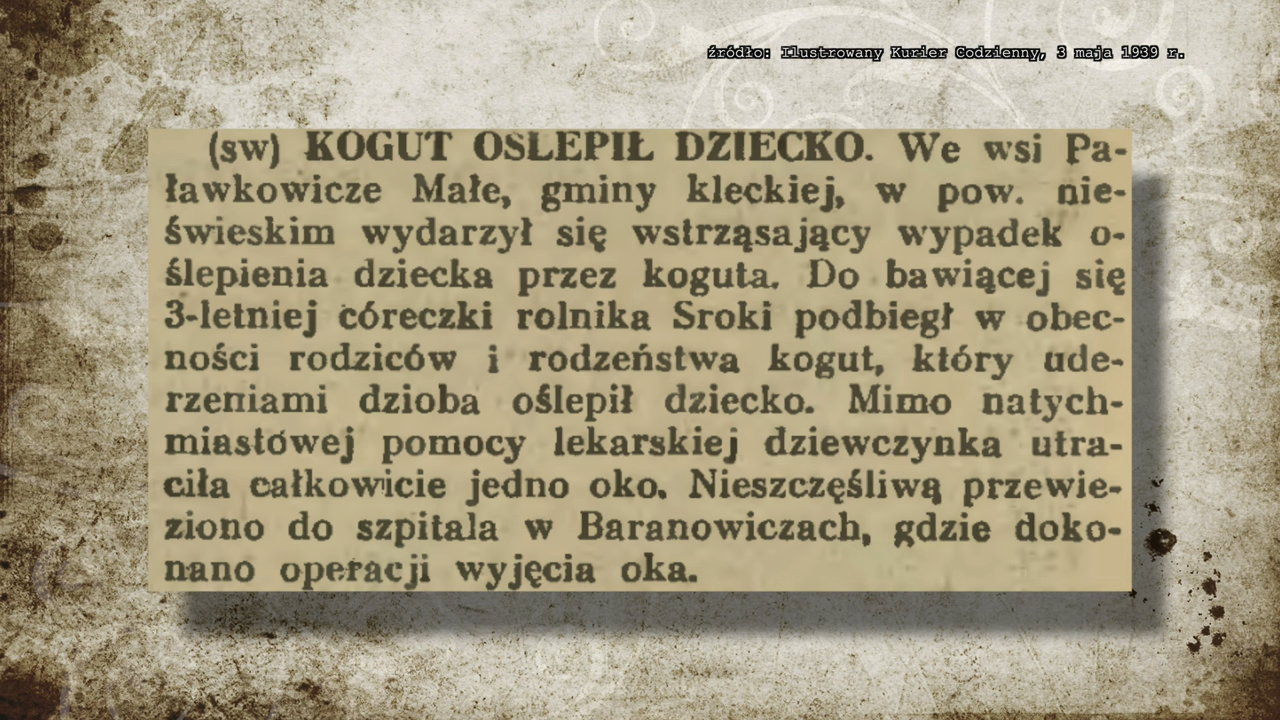 źródło: Ilustrowany Kurier Codzienny, 3 maja 1939 r.
(sw) KOGUT OSLEPIŁ DZIECKO. We wsi Pa-
ławkowicze Małe, gminy kleckiej, w pow. nie-
świeskim wydarzył się wstrząsający wypadek o-
ślepienia dziecka przez koguta. Do bawiącej się
3-letniej córeczki rolnika Sroki podbiegł w obec-
ności rodziców i rodzeństwa kogut, który ude-
rzeniami dzioba oślepił dziecko. Mimo natych-
miastowej pomocy lekarskiej dziewczynka utra-
ciła całkowicie jedno oko. Nieszczęśliwą przewie-
ziono do szpitala w Baranowiczach, gdzie doko-
nano operacji wyjęcia oka.